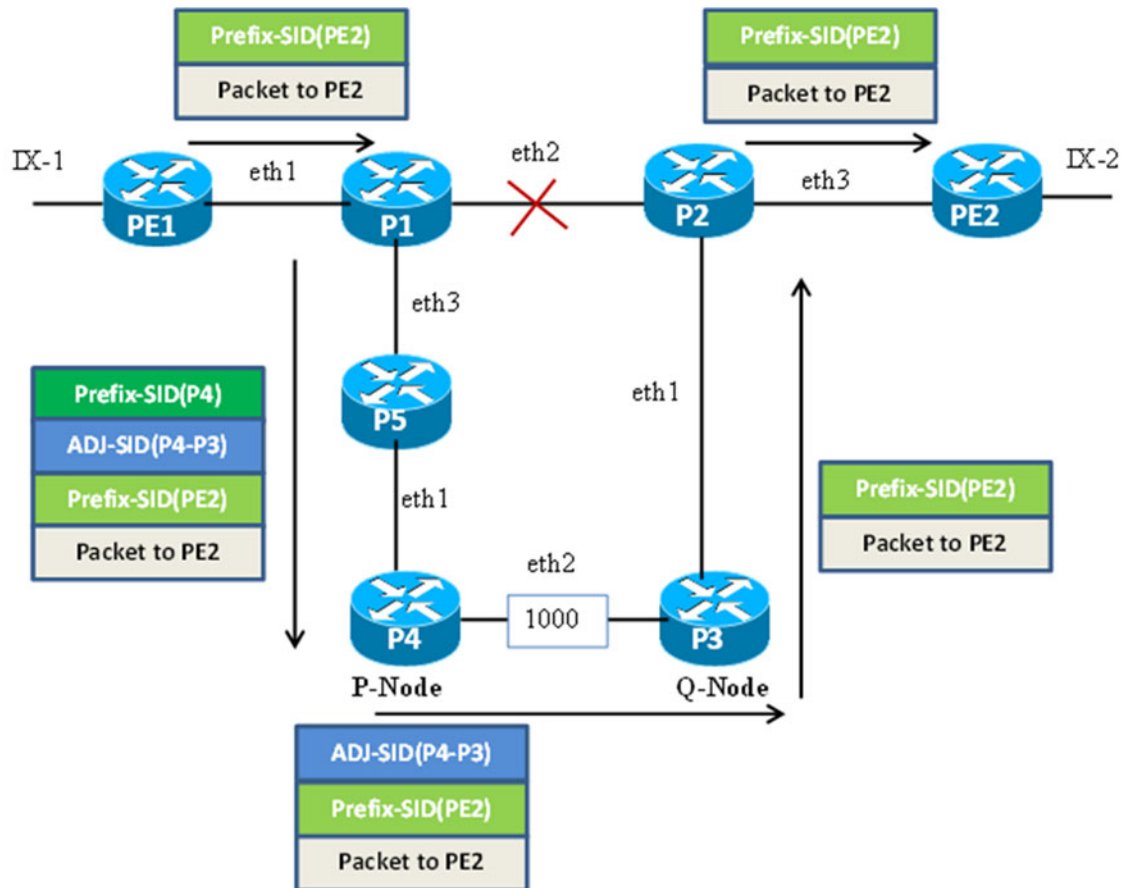 Prefix-SID(PE2)
Packet to PE2
Prefix-SID(PE2)
Packet to PE2
IX-1
eth1
eth2
eth3
IX-2
PE1
P1
P2
PE2
eth3
P5
eth1
Prefix-SID(P4)
ADJ-SID(P4-P3)
Prefix-SID(PE2)
Packet to PE2
eth1
Prefix-SID(PE2)
Packet to PE2
eth2
P4
1000
P3
P-Node
Q-Node
ADJ-SID(P4-P3)
Prefix-SID(PE2)
Packet to PE2